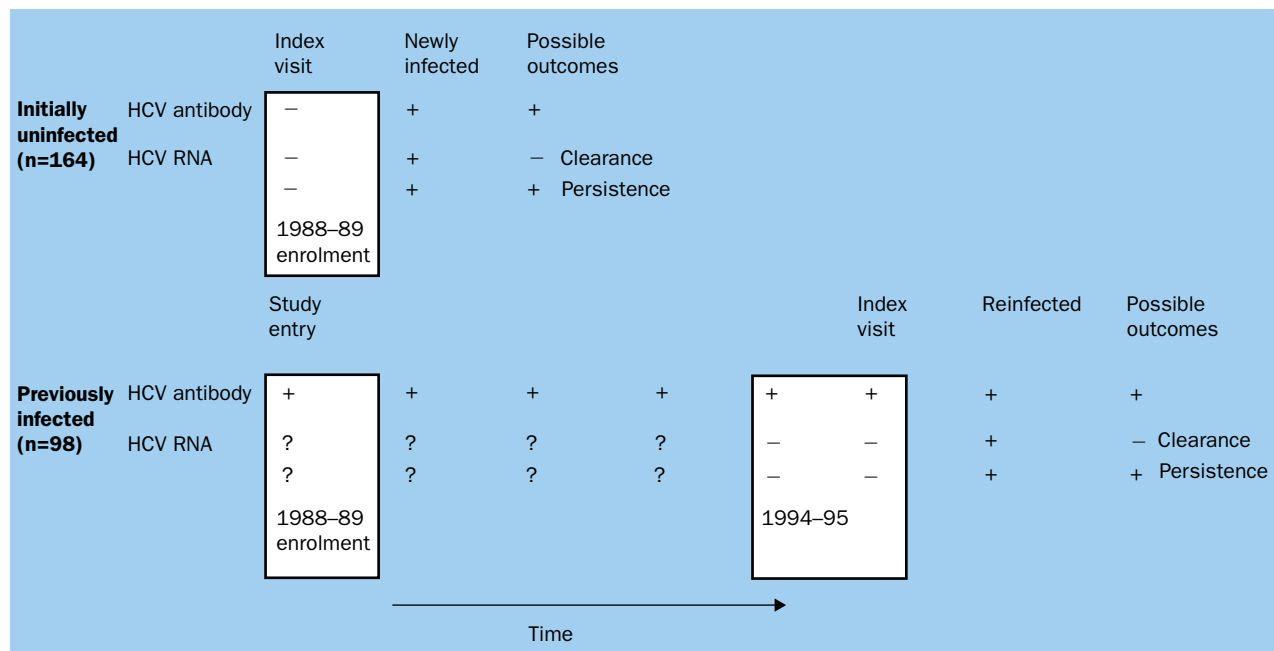 Index Newly Possible
visit infected outcomes
Initially HCV antibody − + +
uninfected
(n=164) HCV RNA − + − Clearance
− + + Persistence
1988–89
enrolment
Study Index Reinfected Possible
entry visit outcomes
Previously HCV antibody + + + + + + + +
infected
(n=98) HCV RNA ? ? ? ? − − + − Clearance
? ? ? ? − − + + Persistence
1988–89 1994–95
enrolment
Time